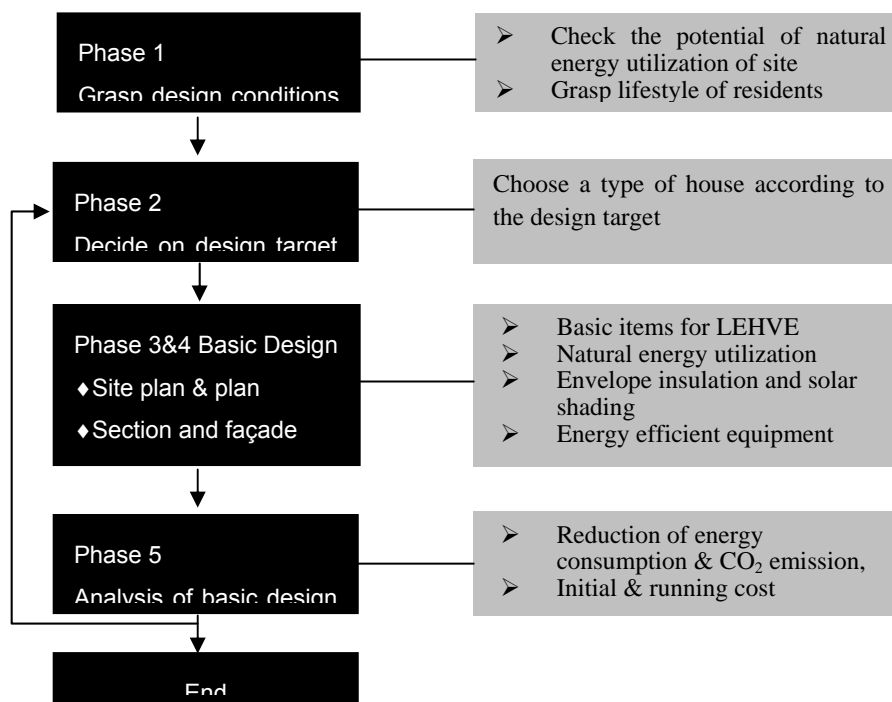 Phase 1
Grasp design conditions
➢ Check the potential of natural
energy utilization of site
➢ Grasp lifestyle of residents
Phase 2
Decide on design target
Choose a type of house according to
the design target
Phase 3&4 Basic Design
♦Site plan & plan
♦Section and façade
➢ Basic items for LEHVE
➢ Natural energy utilization
➢ Envelope insulation and solar
shading
➢ Energy efficient equipment
Phase 5
Analysis of basic design
➢ Reduction of energy
consumption & CO₂ emission,
➢ Initial & running cost
End